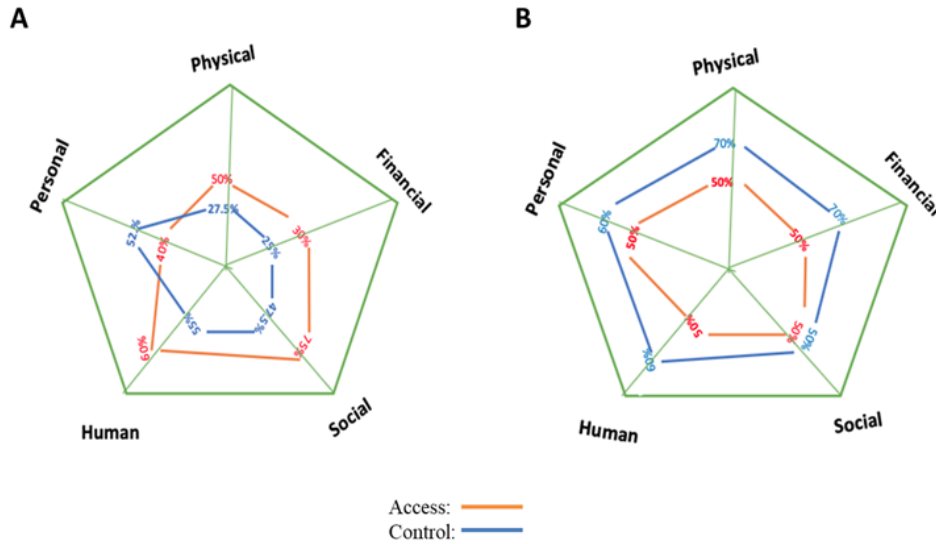 A
Physical
Personal
Financial
50%
27.5%
52.%
40%
25%
30%
60%
55%
47.5%
75%
Human
Social
B
Physical
Personal
Financial
70%
50%
60%
50%
70%
50%
60%
50%
50%
50%
Human
Social
Access:
Control: